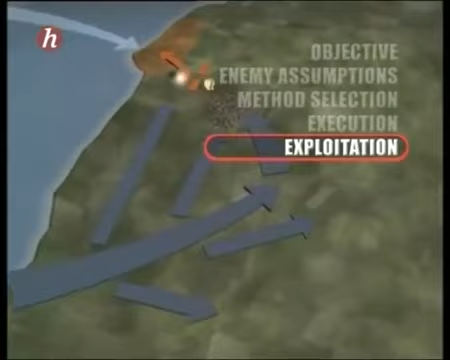 h
OBJECTIVE
ENEMY ASSUMPTIONS
METHOD SELECTION
EXECUTION
EXPLOITATION